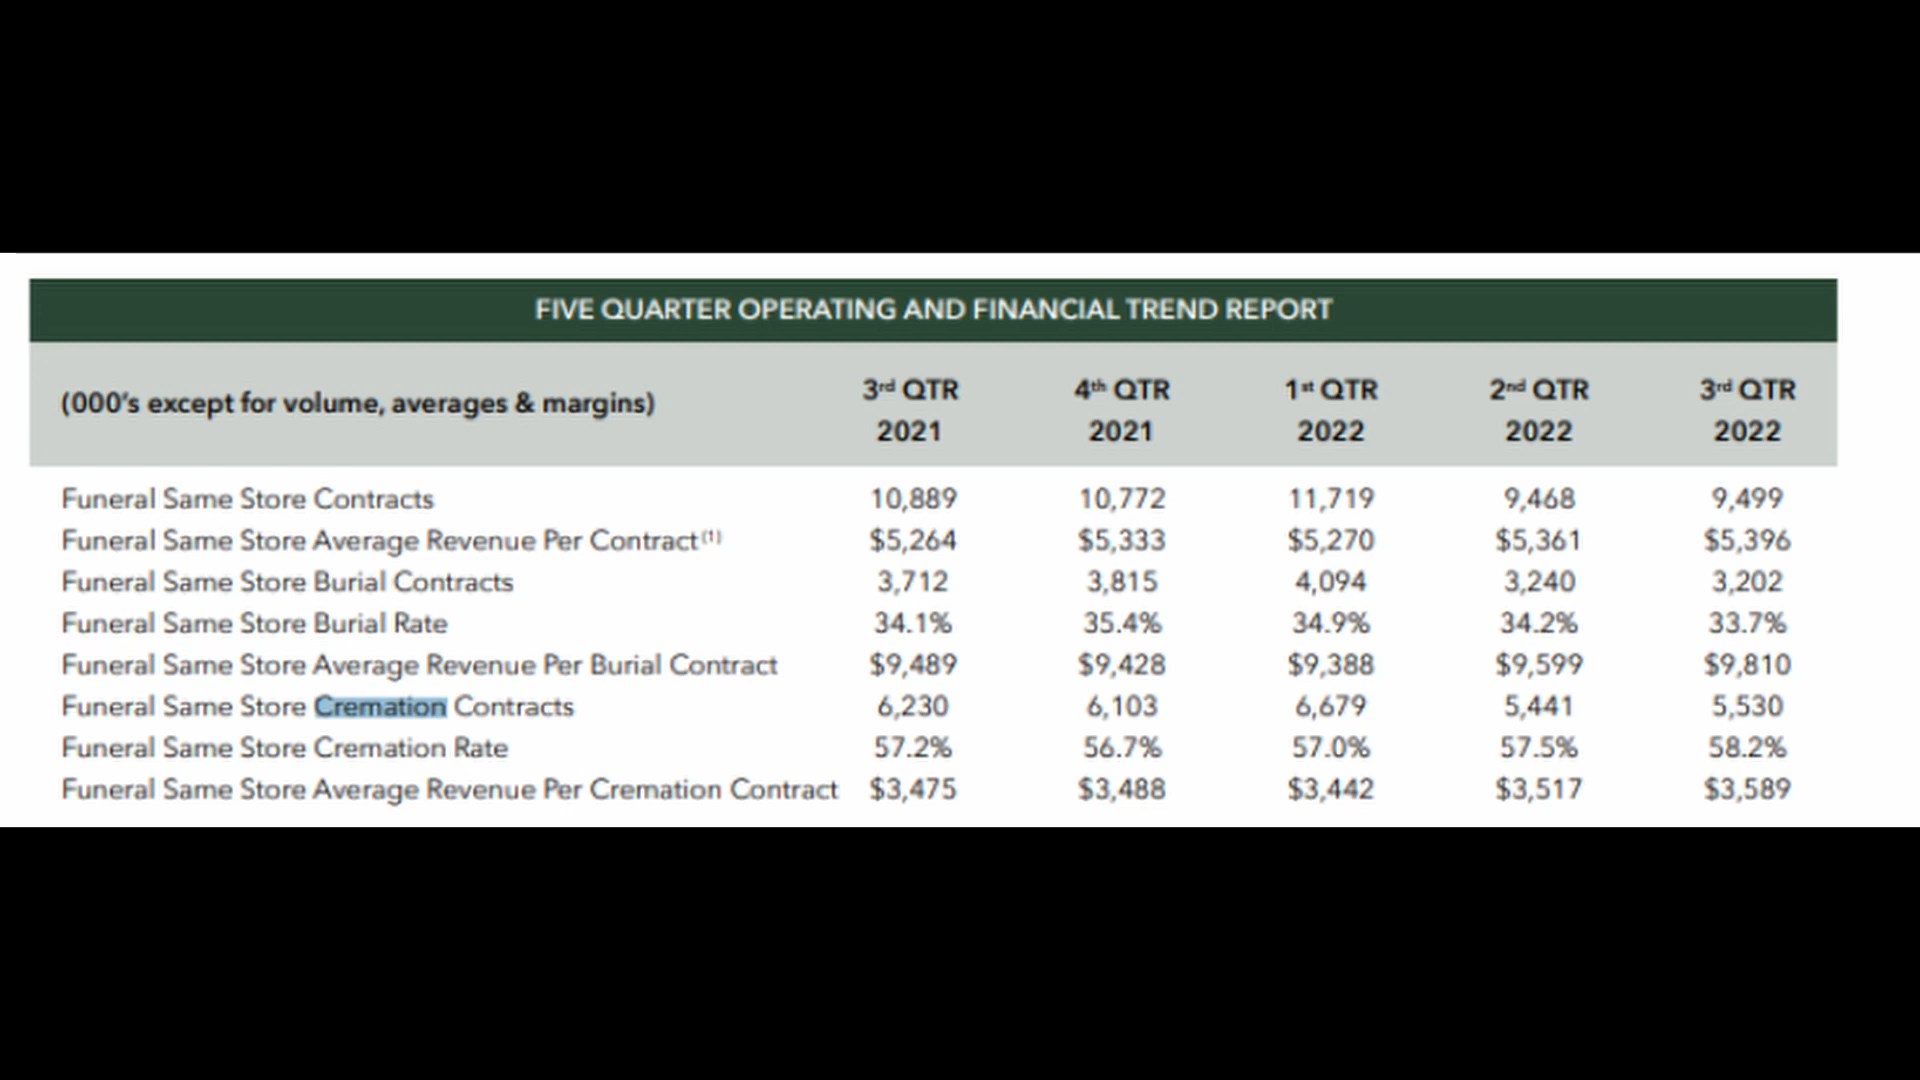 FIVE QUARTER OPERATING AND FINANCIAL TREND REPORT
(000's except for volume, averages & margins) 3rd QTR 2021 4th QTR 2021 1st QTR 2022 2nd QTR 2022 3rd QTR 2022
Funeral Same Store Contracts 10,889 10,772 11,719 9,468 9,499
Funeral Same Store Average Revenue Per Contract(1) $5,264 $5,333 $5,270 $5,361 $5,396
Funeral Same Store Burial Contracts 3,712 3,815 4,094 3,240 3,202
Funeral Same Store Burial Rate 34.1% 35.4% 34.9% 34.2% 33.7%
Funeral Same Store Average Revenue Per Burial Contract $9,489 $9,428 $9,388 $9,599 $9,810
Funeral Same Store Cremation Contracts 6,230 6,103 6,679 5,441 5,530
Funeral Same Store Cremation Rate 57.2% 56.7% 57.0% 57.5% 58.2%
Funeral Same Store Average Revenue Per Cremation Contract $3,475 $3,488 $3,442 $3,517 $3,589